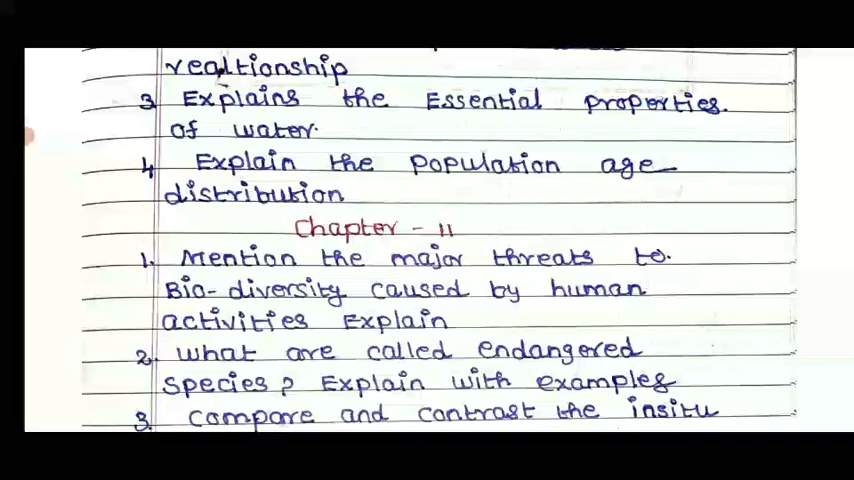 realtionship
3 Explains the Essential properties.
of water.
4 Explain the population age
distribution
Chapter - 11
1. Mention the major threats to.
Bio-diversity caused by human
activities Explain
2. What are called endangered
species? Explain with examples
3. Compare and contrast the insitu